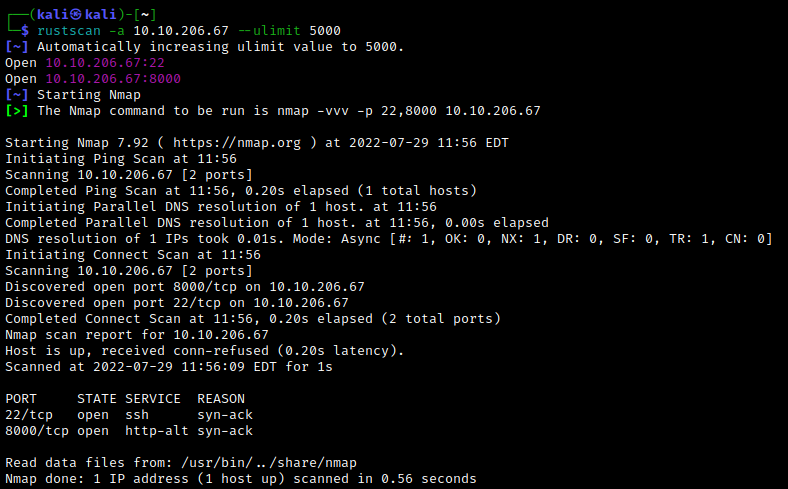 ┌──(kali㉿kali)-[~]
└─$ rustscan -a 10.10.206.67 --ulimit 5000
[~] Automatically increasing ulimit value to 5000.
Open 10.10.206.67:22
Open 10.10.206.67:8000
[~] Starting Nmap
[>] The Nmap command to be run is nmap -vvv -p 22,8000 10.10.206.67

Starting Nmap 7.92 ( https://nmap.org ) at 2022-07-29 11:56 EDT
Initiating Ping Scan at 11:56
Scanning 10.10.206.67 [2 ports]
Completed Ping Scan at 11:56, 0.20s elapsed (1 total hosts)
Initiating Parallel DNS resolution of 1 host. at 11:56
Completed Parallel DNS resolution of 1 host. at 11:56, 0.00s elapsed
DNS resolution of 1 IPs took 0.01s. Mode: Async [#: 1, OK: 0, NX: 1, DR: 0, SF: 0, TR: 1, CN: 0]
Initiating Connect Scan at 11:56
Scanning 10.10.206.67 [2 ports]
Discovered open port 8000/tcp on 10.10.206.67
Discovered open port 22/tcp on 10.10.206.67
Completed Connect Scan at 11:56, 0.20s elapsed (2 total ports)
Nmap scan report for 10.10.206.67
Host is up, received conn-refused (0.20s latency).
Scanned at 2022-07-29 11:56:09 EDT for 1s

PORT     STATE SERVICE  REASON
22/tcp   open  ssh      syn-ack
8000/tcp open  http-alt syn-ack

Read data files from: /usr/bin/../share/nmap
Nmap done: 1 IP address (1 host up) scanned in 0.56 seconds